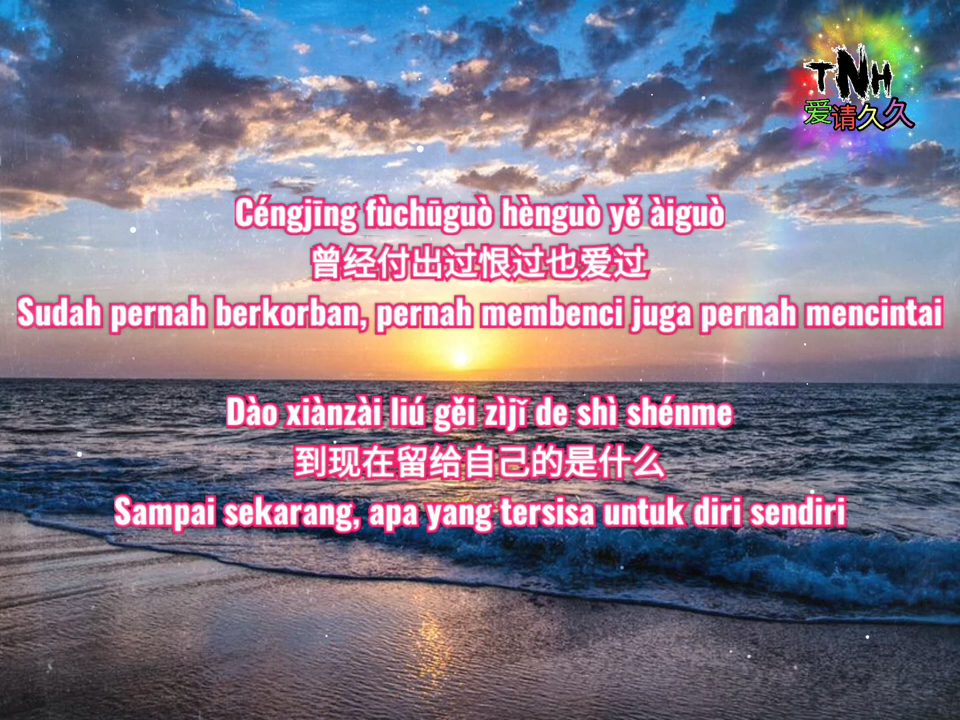 TNH
爱请久久
Céngjīng fùchūguò hènguò yě àiguò
曾经付出过恨过也爱过
Sudah pernah berkorban, pernah membenci juga pernah mencintai
Dào xiànzài liú gěi zìjǐ de shì shénme
到现在留给自己的是什么
Sampai sekarang, apa yang tersisa untuk diri sendiri